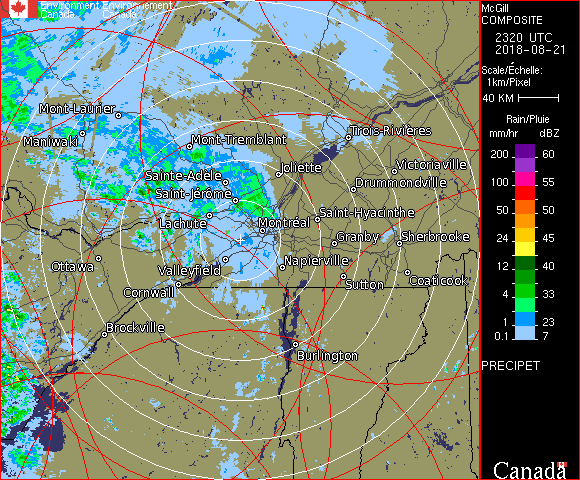 Environment Environnement
Canada Canada
McGill
COMPOSITE
2320 UTC
2018-08-21
Scale/Échelle:
1km/Pixel
40 KM
Rain/Pluie
mm/hr dBZ
200 60
100 55
50 50
24 45
12 40
4 33
1 23
0.1 7
PRECIPET
Canada
Mont-Laurier
Maniwaki
Mont-Tremblant
Trois-Rivières
Joliette
Victoriaville
Sainte-Adèle
Drummondville
Saint-Jérôme
Saint-Hyacinthe
Lachute
Montréal
Granby
Sherbrooke
Ottawa
Valleyfield
Napierville
Cornwall
Sutton
Coaticook
Brockville
Burlington